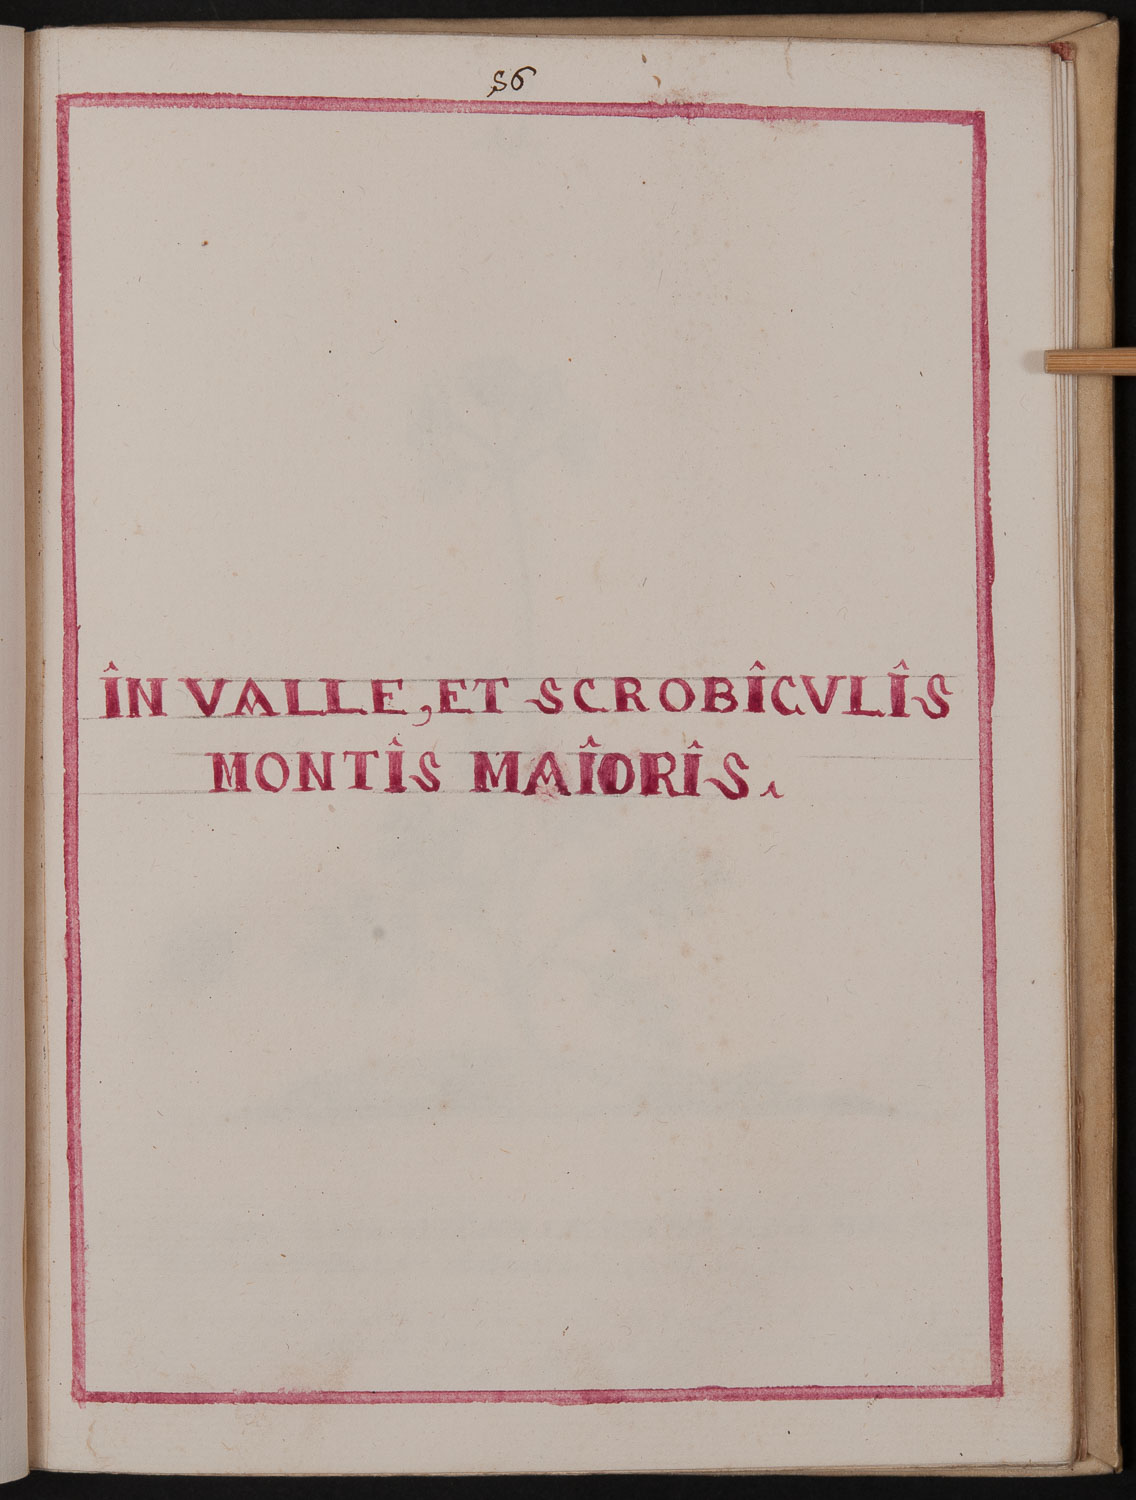 56
ÎN VALLE, ET SCROBÎCVLÎS
MONTÎS MAÎORÎS.